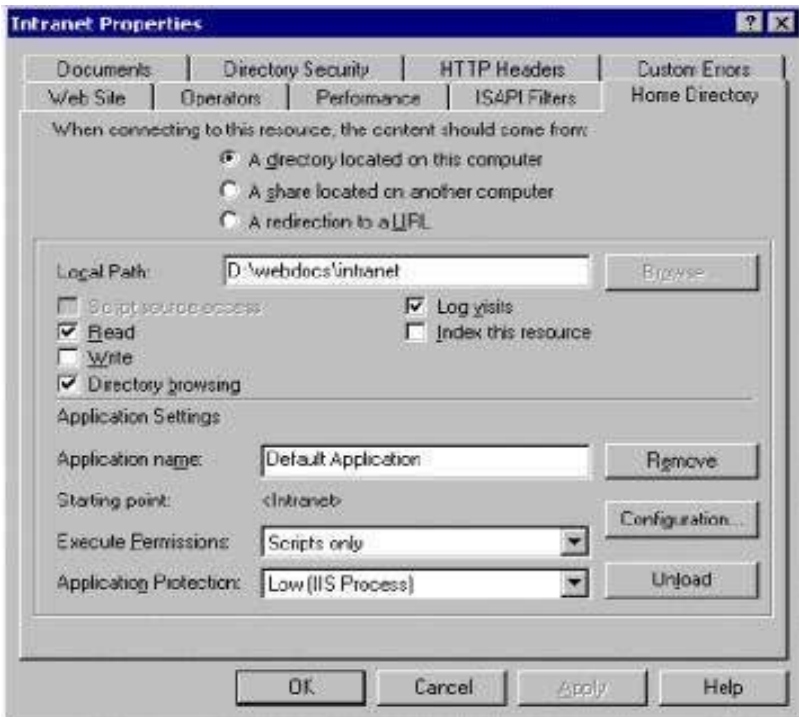 Intranet Properties
Documents Directory Security HTTP Headers Custom Errors
Web Site Operators Performance ISAPI Filters Home Directory
When connecting to this resource, the content should come from:
A directory located on this computer
A share located on another computer
A redirection to a URL
Local Path: D:\webdocs\intranet Browse...
Script source access Log visits
Read Index this resource
Write
Directory browsing
Application Settings
Application name: Default Application Remove
Starting point: <Intranet>
Configuration...
Execute Permissions: Scripts only
Application Protection: Low (IIS Process) Unload
OK Cancel Apply Help